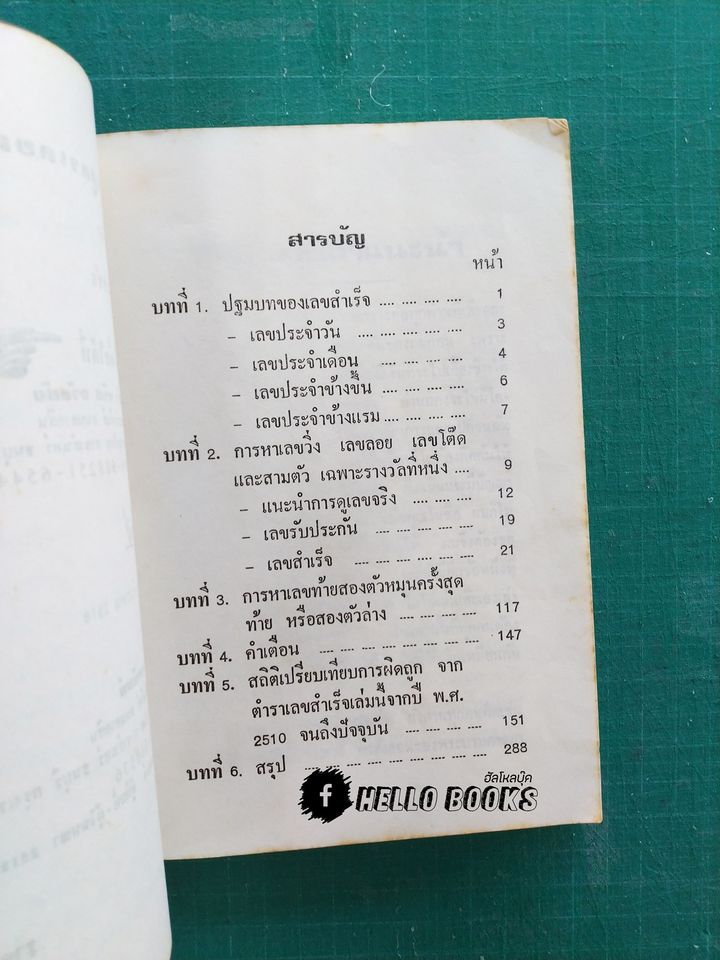 สารบัญ
หน้า
บทที่ 1. ปฐมบทของเลขสำเร็จ .... .... .... .... 1
– เลขประจำวัน .... .... .... .... .... 3
– เลขประจำเดือน .... .... .... .... 4
– เลขประจำข้างขึ้น .... .... .... .... 6
– เลขประจำข้างแรม .... .... .... .... 7
บทที่ 2. การหาเลขวิ่ง เลขลอย เลขโต๊ด
และสามตัว เฉพาะรางวัลที่หนึ่ง .... 9
– แนะนำการดูเลขจริง .... .... .... 12
– เลขรับประกัน .... .... .... .... .... 19
– เลขสำเร็จ .... .... .... .... .... 21
บทที่ 3. การหาเลขท้ายสองตัวหมุนครั้งสุด
ท้าย หรือสองตัวล่าง .... .... .... .... 117
บทที่ 4. คำเตือน .... .... .... .... .... .... .... .... 147
บทที่ 5. สถิติเปรียบเทียบการผิดถูก จาก
ตำราเลขสำเร็จเล่มนี้จากปี พ.ศ.
2510 จนถึงปัจจุบัน .... .... .... .... 151
บทที่ 6. สรุป .... .... .... .... .... .... .... .... 288
ฮัลโหลบุ๊ค
f HELLO BOOKS